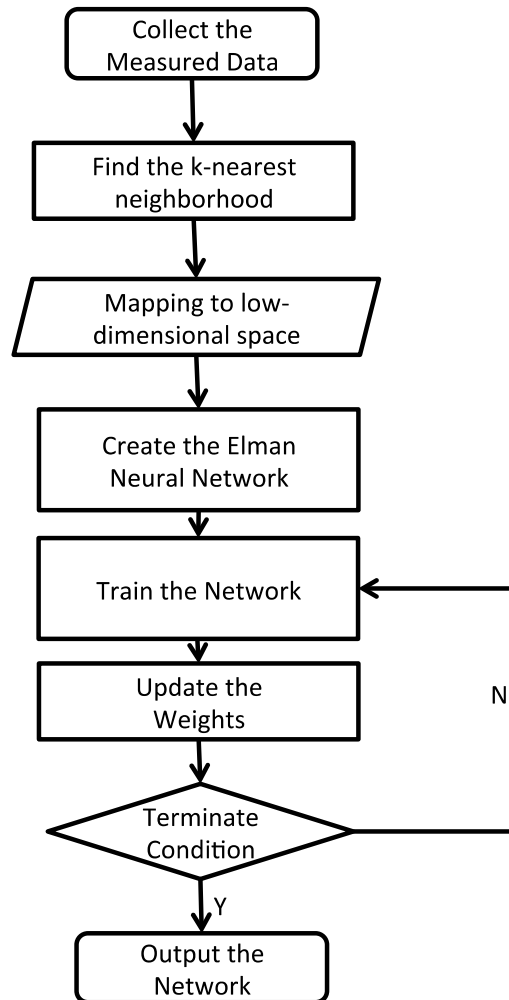 Collect the
Measured Data
Find the k-nearest
neighborhood
Mapping to low-
dimensional space
Create the Elman
Neural Network
Train the Network
Update the
Weights
N
Terminate
Condition
Y
Output the
Network